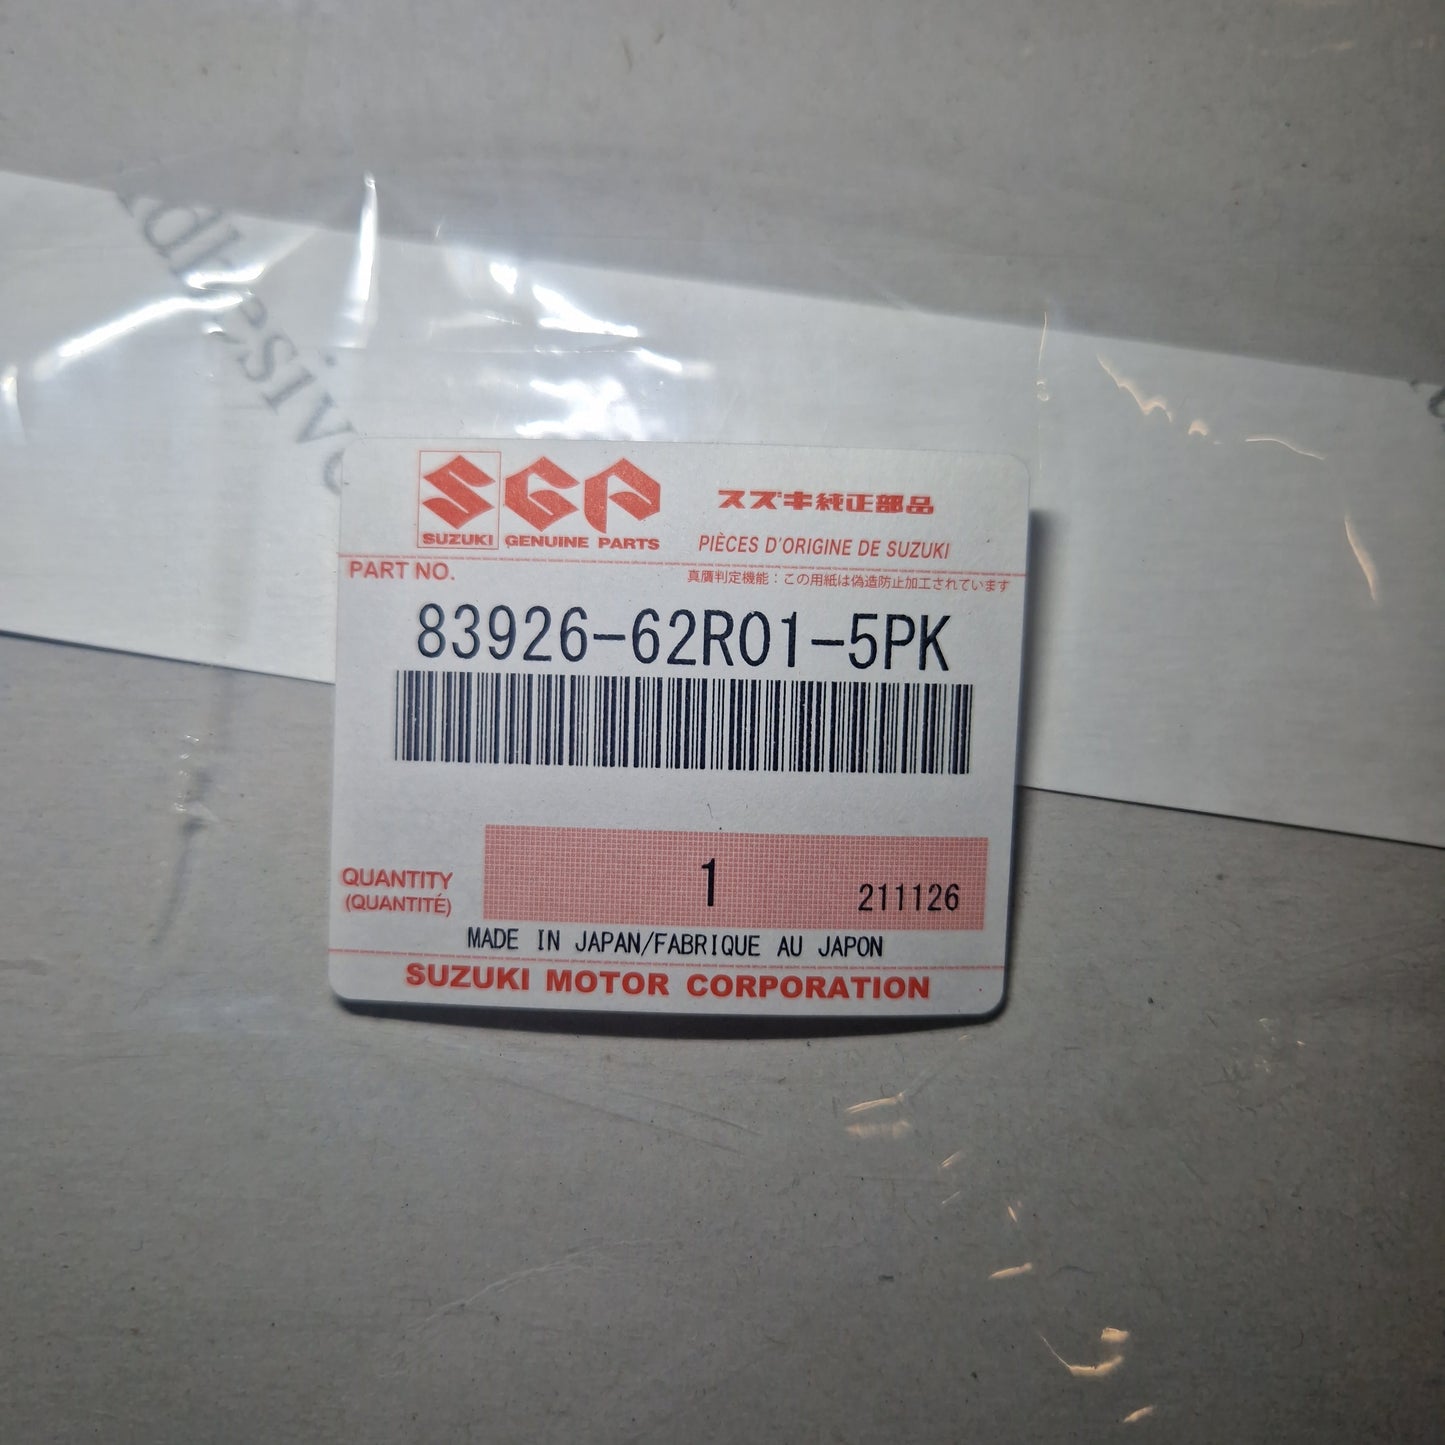 Adhesive
SUZUKI
SGP
GENUINE PARTS
スズキ純正部品
PIÈCES D'ORIGINE DE SUZUKI
PART NO.
真贋判定機能：この用紙は偽造防止加工されています
83926-62R01-5PK
QUANTITY
(QUANTITÉ)
1
211126
MADE IN JAPAN/FABRIQUE AU JAPON
SUZUKI MOTOR CORPORATION